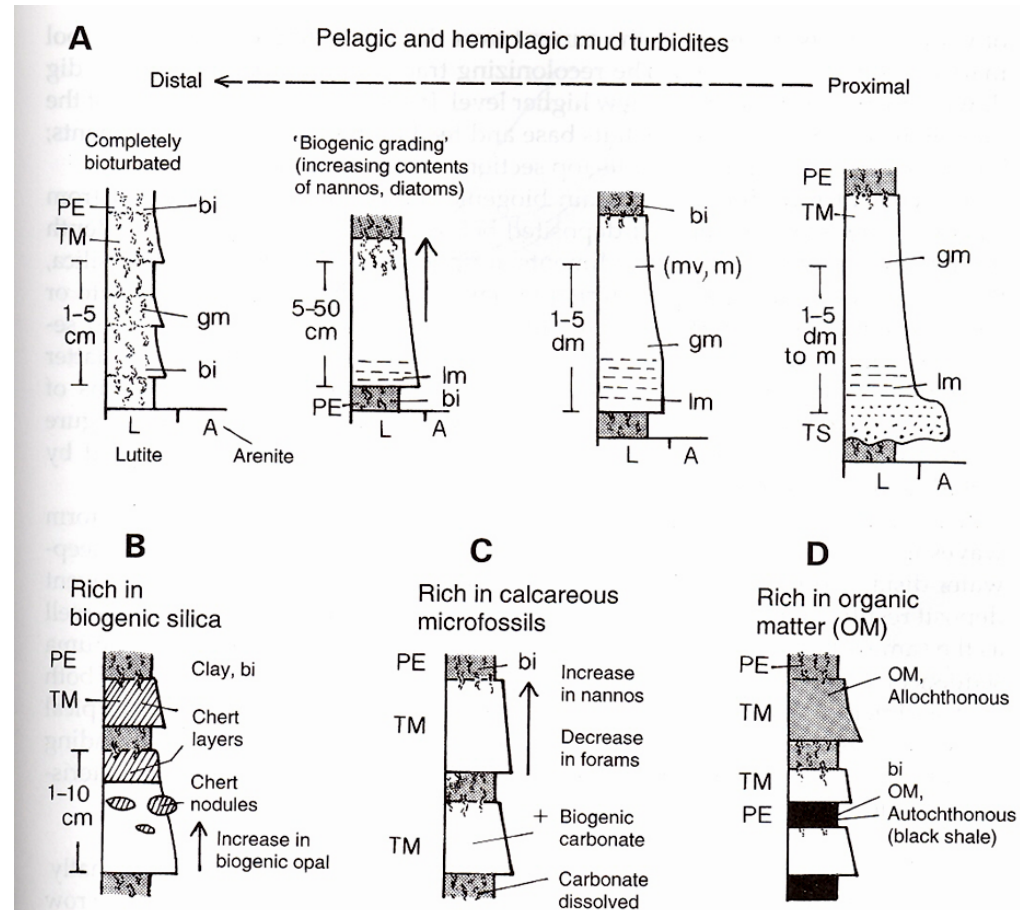 A
Pelagic and hemiplagic mud turbidites
Distal
Proximal
Completely
bioturbated
PE
bi
TM
1–5
cm
gm
bi
L
A
Lutite
Arenite
'Biogenic grading'
(increasing contents
of nannos, diatoms)
5–50
cm
lm
PE
bi
L
A
bi
(mv, m)
1–5
dm
gm
lm
L
A
PE
TM
gm
1–5
dm
to m
lm
TS
L
A
B
Rich in
biogenic silica
PE
Clay, bi
TM
Chert
layers
1–10
cm
Chert
nodules
Increase in
biogenic opal
C
Rich in calcareous
microfossils
PE
bi
Increase
in nannos
TM
Decrease
in forams
+ Biogenic
carbonate
TM
Carbonate
dissolved
D
Rich in organic
matter (OM)
PE
OM,
Allochthonous
TM
bi
TM
OM,
PE
Autochthonous
(black shale)